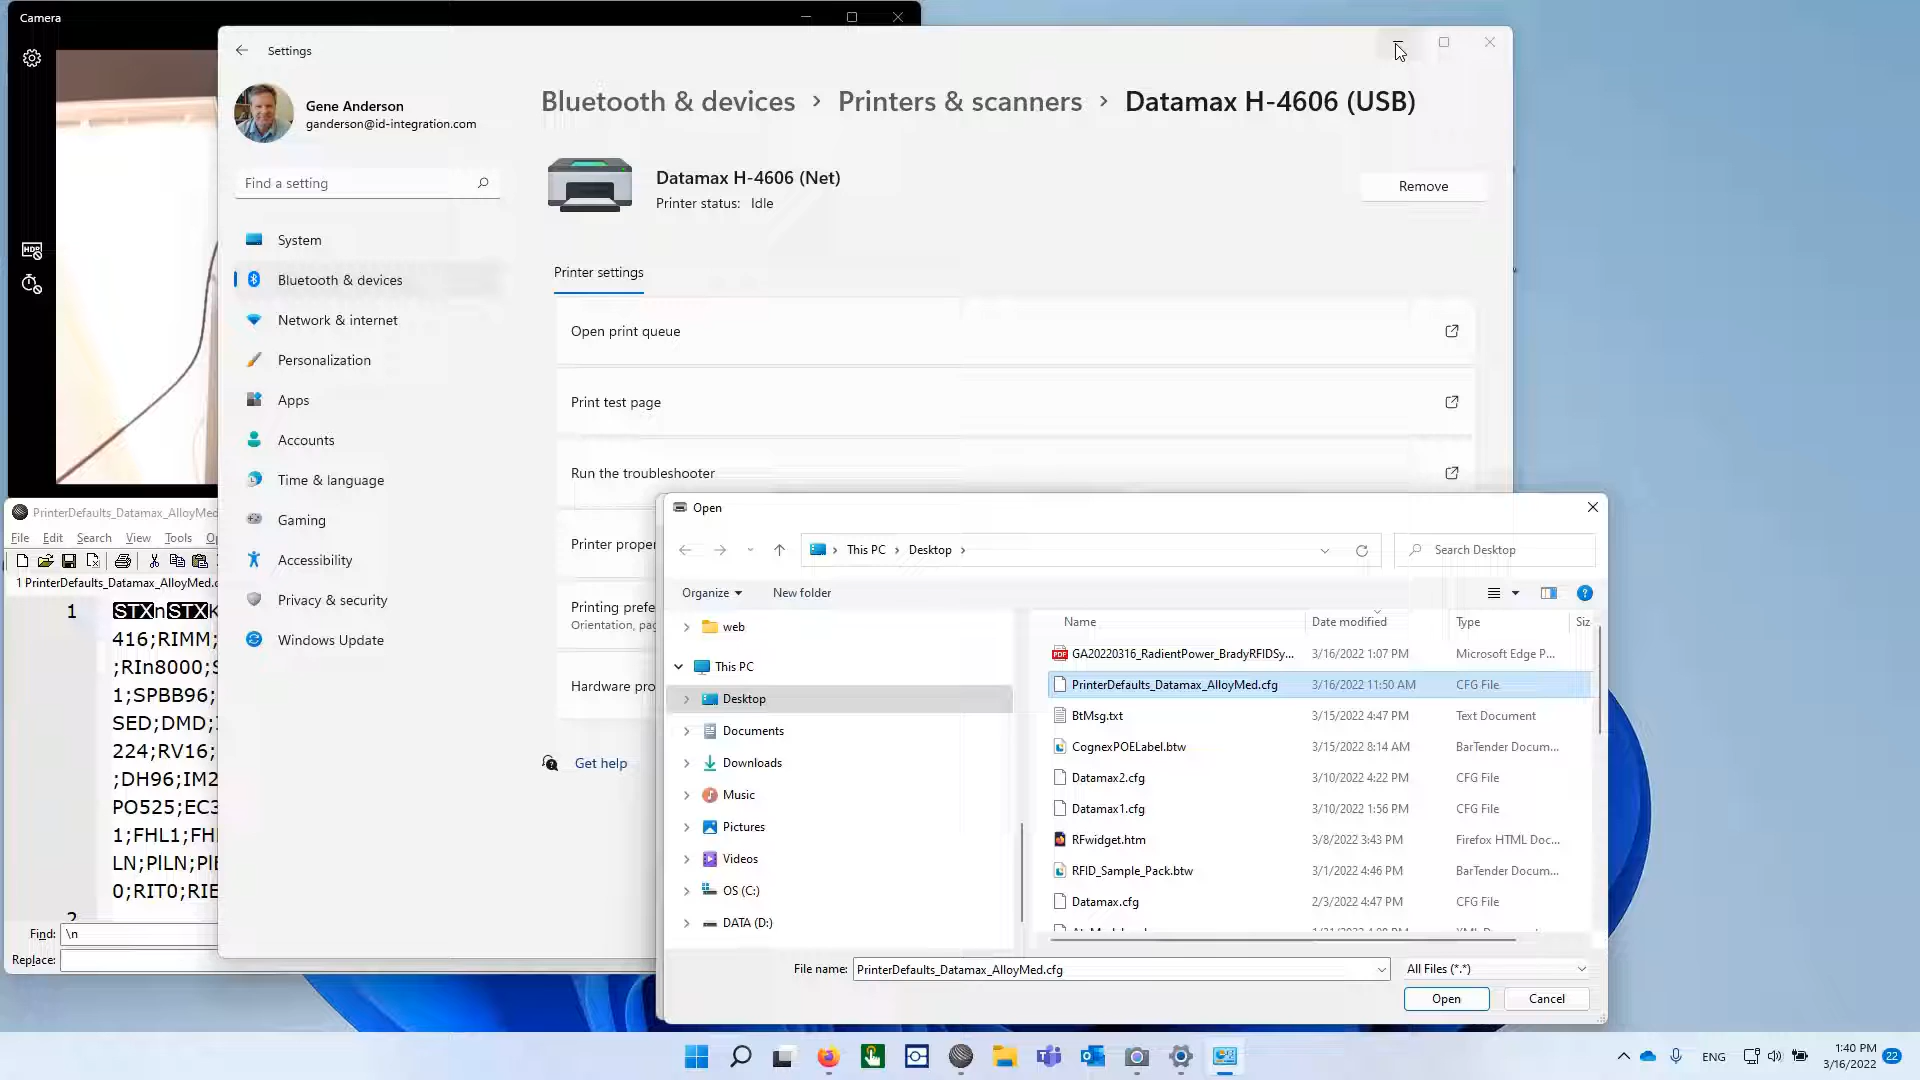 Camera
Settings
Gene Anderson
ganderson@id-integration.com
Find a setting
System
Bluetooth & devices
Network & internet
Personalization
Apps
Accounts
Time & language
Gaming
Accessibility
Privacy & security
Windows Update
Bluetooth & devices › Printers & scanners › Datamax H-4606 (USB)
Datamax H-4606 (Net)
Printer status: Idle
Remove
Printer settings
Open print queue
Print test page
Run the troubleshooter
Printer proper
Printing prefe
Orientation, pag
Hardware pro
Get help
PrinterDefaults_Datamax_AlloyMed
File Edit Search View Tools
1 PrinterDefaults_Datamax_AlloyMed.c
1 STXnSTXK
416;RIMM;
;RIn8000;S
1;SPBB96;
SED;DMD;
224;RV16;
;DH96;IM2
PO525;EC3
1;FHL1;FH
LN;PlLN;PlE
0;RIT0;RIE
2
Find: \n
Replace:
Open
This PC › Desktop ›
Search Desktop
Organize
New folder
web
This PC
Desktop
Documents
Downloads
Music
Pictures
Videos
OS (C:)
DATA (D:)
Name Date modified Type Siz
GA20220316_RadientPower_BradyRFIDSy... 3/16/2022 1:07 PM Microsoft Edge P...
PrinterDefaults_Datamax_AlloyMed.cfg 3/16/2022 11:50 AM CFG File
BtMsg.txt 3/15/2022 4:47 PM Text Document
CognexPOELabel.btw 3/15/2022 8:14 AM BarTender Docum...
Datamax2.cfg 3/10/2022 4:22 PM CFG File
Datamax1.cfg 3/10/2022 1:56 PM CFG File
RFwidget.htm 3/8/2022 3:43 PM Firefox HTML Doc...
RFID_Sample_Pack.btw 3/1/2022 4:46 PM BarTender Docum...
Datamax.cfg 2/3/2022 4:47 PM CFG File
File name: PrinterDefaults_Datamax_AlloyMed.cfg
All Files (*.*)
Open
Cancel
ENG
1:40 PM
3/16/2022
22